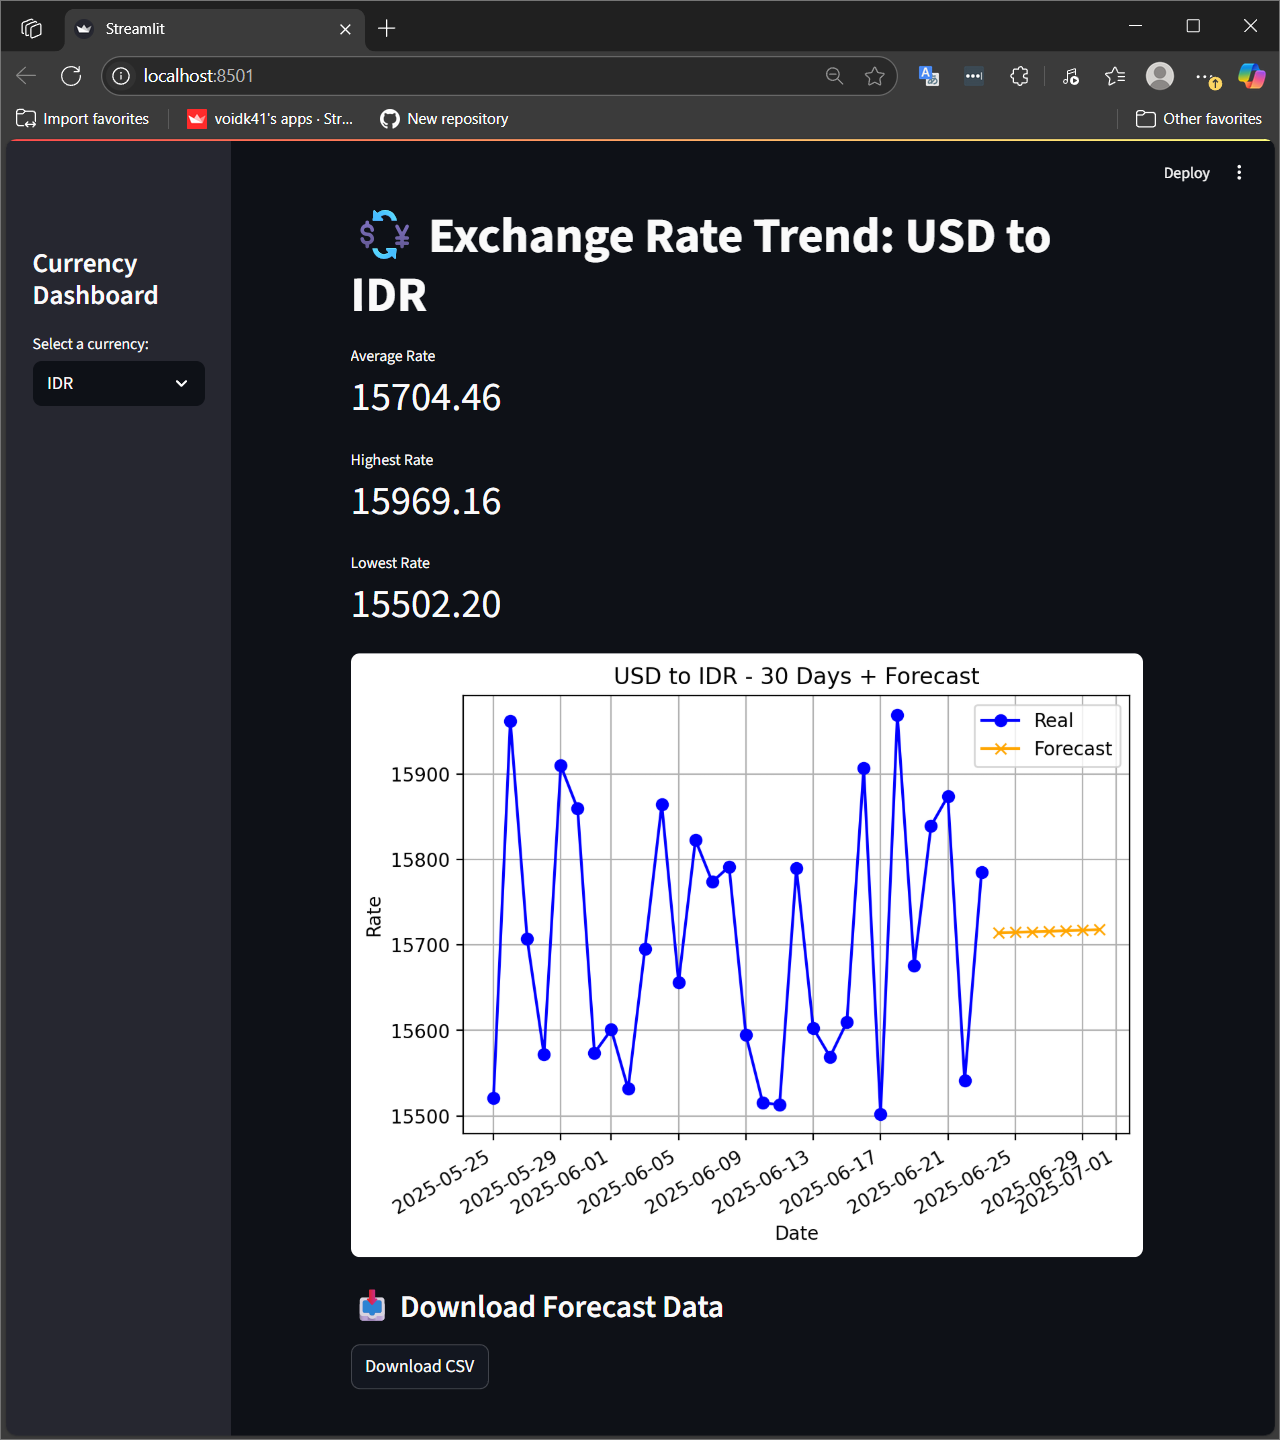 Streamlit
localhost:8501
Import favorites
voidk41's apps · Str...
New repository
Other favorites
Deploy
Currency
Dashboard
Select a currency:
IDR
Exchange Rate Trend: USD to
IDR
Average Rate
15704.46
Highest Rate
15969.16
Lowest Rate
15502.20
USD to IDR - 30 Days + Forecast
Real
Forecast
15900
15800
15700
15600
15500
Rate
2025-05-25
2025-05-29
2025-06-01
2025-06-05
2025-06-09
2025-06-13
2025-06-17
2025-06-21
2025-06-25
2025-06-29
2025-07-01
Date
Download Forecast Data
Download CSV